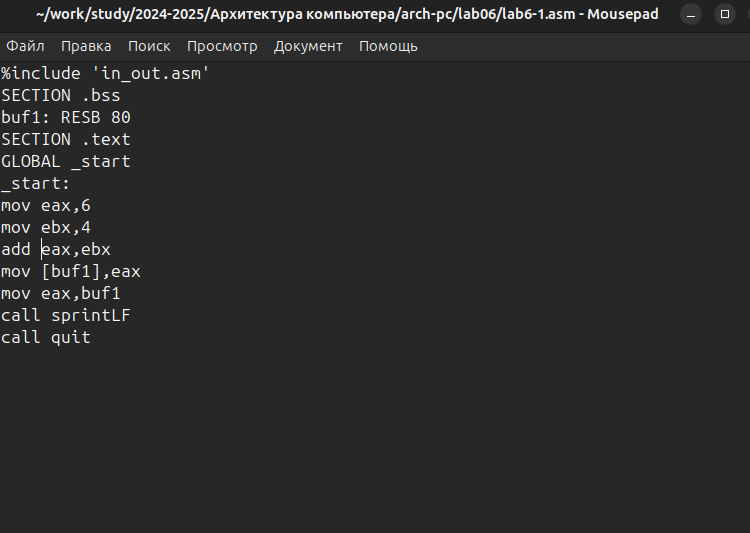 ~/work/study/2024-2025/Архитектура компьютера/arch-pc/lab06/lab6-1.asm - Mousepad
Файл Правка Поиск Просмотр Документ Помощь
%include 'in_out.asm'
SECTION .bss
buf1: RESB 80
SECTION .text
GLOBAL _start
_start:
mov eax,6
mov ebx,4
add eax,ebx
mov [buf1],eax
mov eax,buf1
call sprintLF
call quit